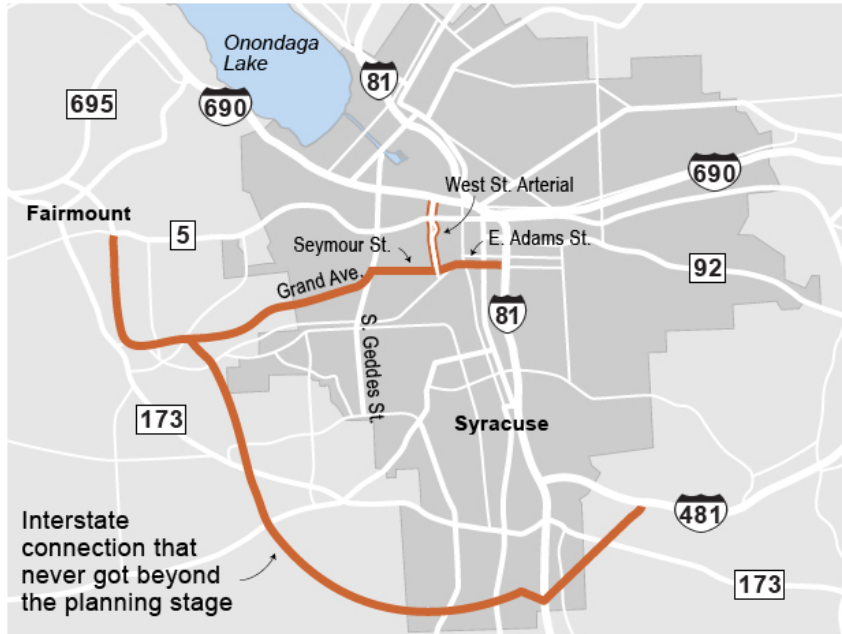 Onondaga
Lake
81
695
690
690
West St. Arterial
Fairmount
5
Seymour St.
E. Adams St.
Grand Ave.
92
81
S. Geddes St.
173
Syracuse
Interstate
connection that
never got beyond
the planning stage
481
173